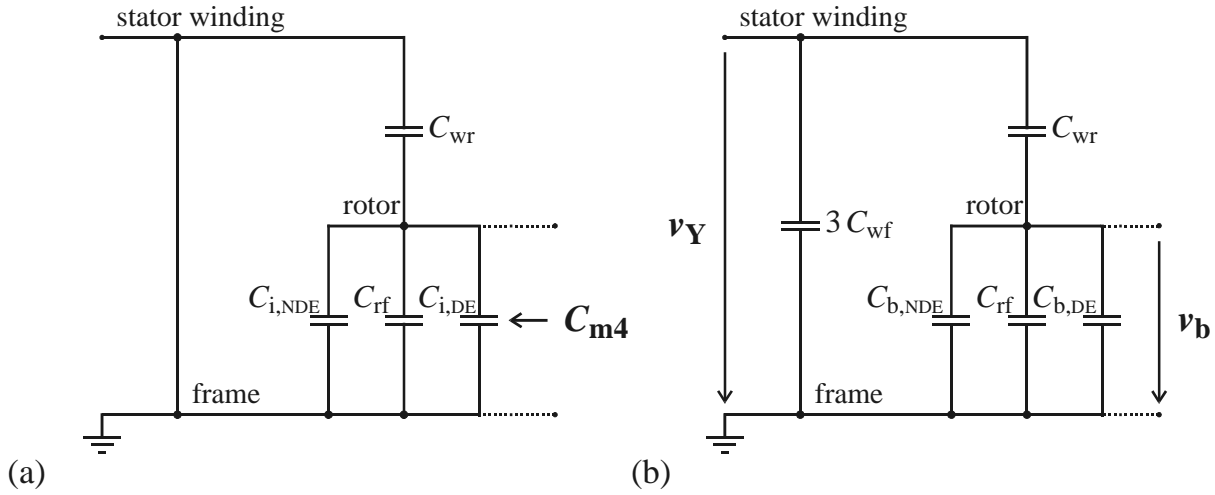 stator winding
C_wr
rotor
C_i,NDE C_rf C_i,DE
C_m4
frame
(a)
stator winding
C_wr
rotor
v_Y
3 C_wf
C_b,NDE C_rf C_b,DE
v_b
frame
(b)